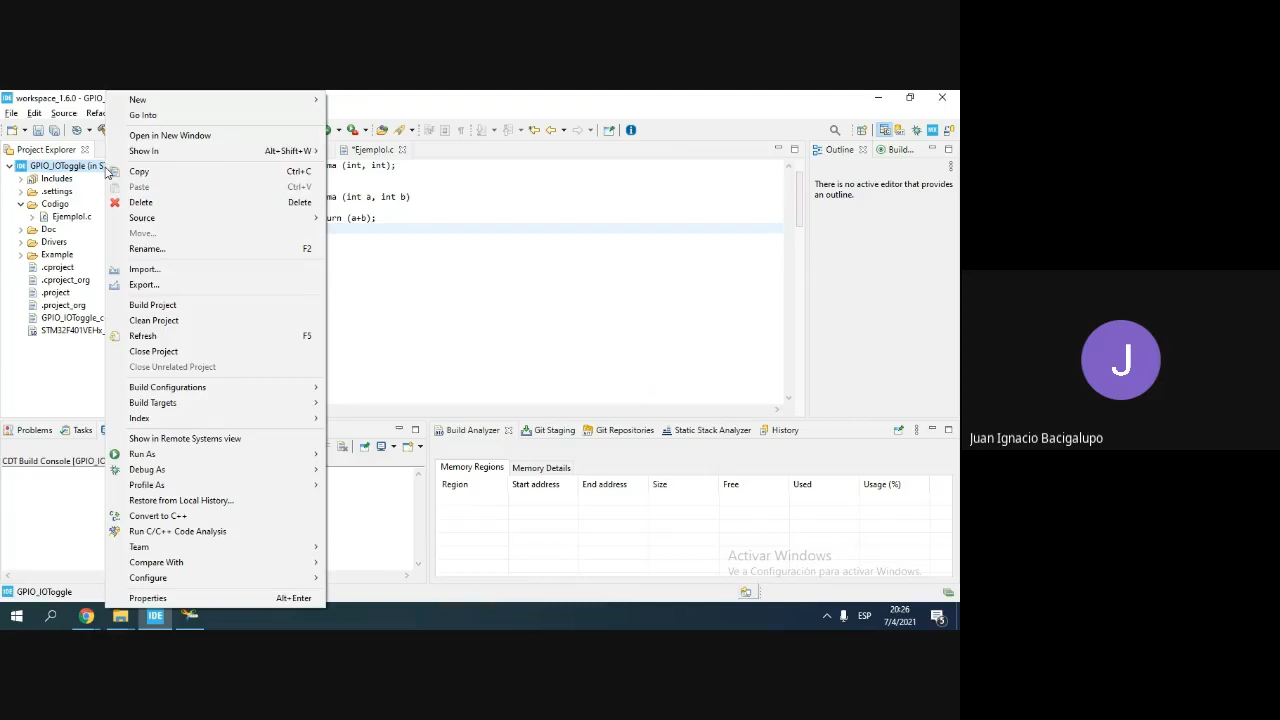 workspace_1.6.0 - GPIO_
File Edit Source Refac
Project Explorer
GPIO_IOToggle (in ST
Includes
.settings
Codigo
Ejemplol.c
Doc
Drivers
Example
.cproject
.cproject_org
.project
.project_org
GPIO_IOToggle_c
STM32F401VEHx_
New
Go Into
Open in New Window
Show In Alt+Shift+W
Copy Ctrl+C
Paste Ctrl+V
Delete Delete
Source
Move...
Rename... F2
Import...
Export...
Build Project
Clean Project
Refresh F5
Close Project
Close Unrelated Project
Build Configurations
Build Targets
Index
Show in Remote Systems view
Run As
Debug As
Profile As
Restore from Local History...
Convert to C++
Run C/C++ Code Analysis
Team
Compare With
Configure
Properties Alt+Enter
*Ejemplol.c
ma (int, int);
ma (int a, int b)
urn (a+b);
Outline Build...
There is no active editor that provides
an outline.
Problems Tasks
CDT Build Console [GPIO_IO
Build Analyzer Git Staging Git Repositories Static Stack Analyzer History
Memory Regions Memory Details
Region Start address End address Size Free Used Usage (%)
Activar Windows
Ve a Configuración para activar Windows.
IDE GPIO_IOToggle
IDE
ESP
20:26
7/4/2021
5
J
Juan Ignacio Bacigalupo